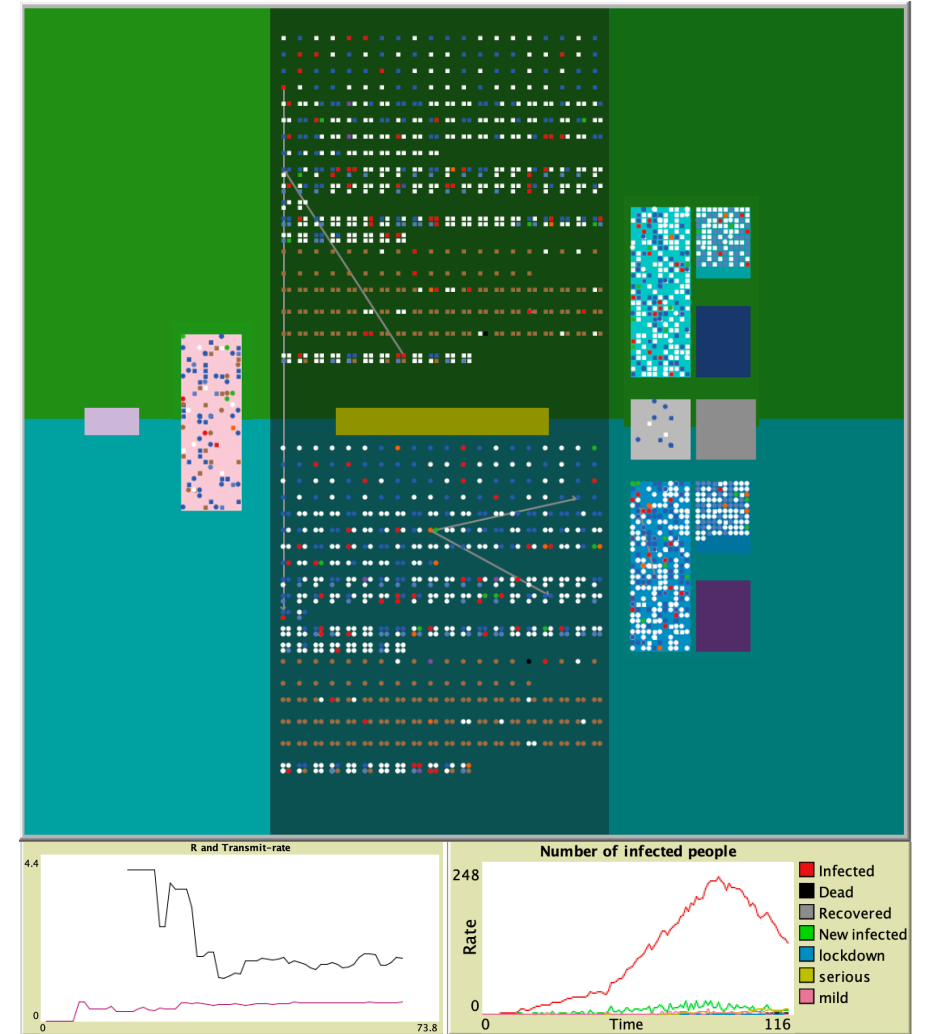 R and Transmit-rate
4.4
0
0
73.8
Number of infected people
248
Rate
0
0
Time
116
Infected
Dead
Recovered
New infected
lockdown
serious
mild